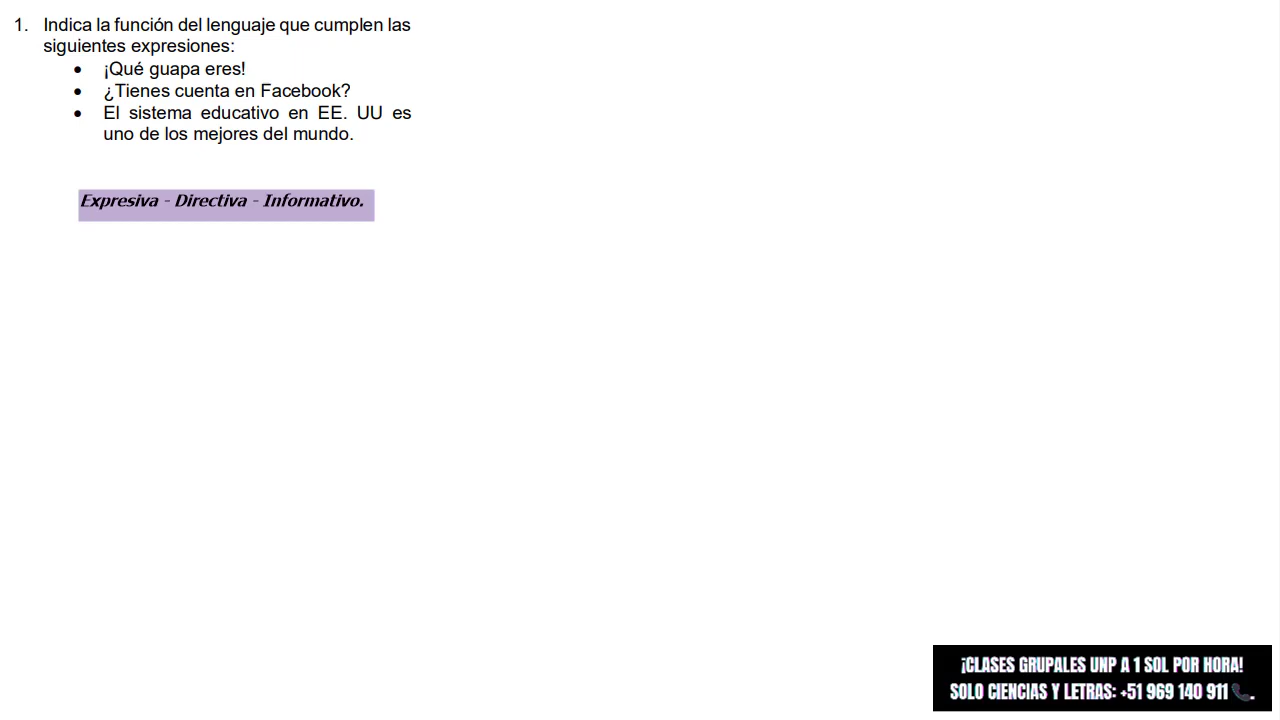 1. Indica la función del lenguaje que cumplen las
siguientes expresiones:
• ¡Qué guapa eres!
• ¿Tienes cuenta en Facebook?
• El sistema educativo en EE. UU es
uno de los mejores del mundo.
Expresiva - Directiva - Informativo.
¡CLASES GRUPALES UNP A 1 SOL POR HORA!
SOLO CIENCIAS Y LETRAS: +51 969 140 911 📞.